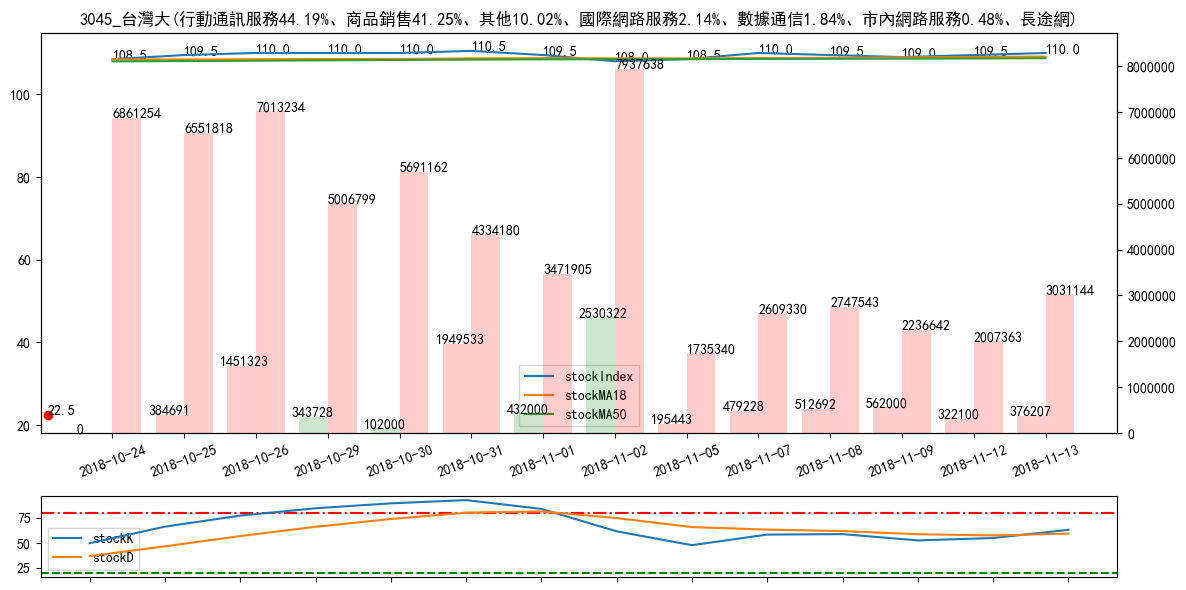 3045_台灣大(行動通訊服務44.19%、商品銷售41.25%、其他10.02%、國際網路服務2.14%、數據通信1.84%、市內網路服務0.48%、長途網)
108.5 109.5 110.0 110.0 110.0 110.5 109.5 108.0 108.5 110.0 109.5 109.0 109.5 110.0
100
80
60
40
20
8000000
7000000
6000000
5000000
4000000
3000000
2000000
1000000
0
6861254 6551818 7013234 5006799 5691162 4334180 3471905 7937638 1735340 2609330 2747543 2236642 2007363 3031144
0 384691 1451323 343728 102000 1949533 432000 2530322 195443 479228 512692 562000 322100 376207
22.5
stockIndex
stockMA18
stockMA50
2018-10-24 2018-10-25 2018-10-26 2018-10-29 2018-10-30 2018-10-31 2018-11-01 2018-11-02 2018-11-05 2018-11-07 2018-11-08 2018-11-09 2018-11-12 2018-11-13
75
50
25
stockK
stockD